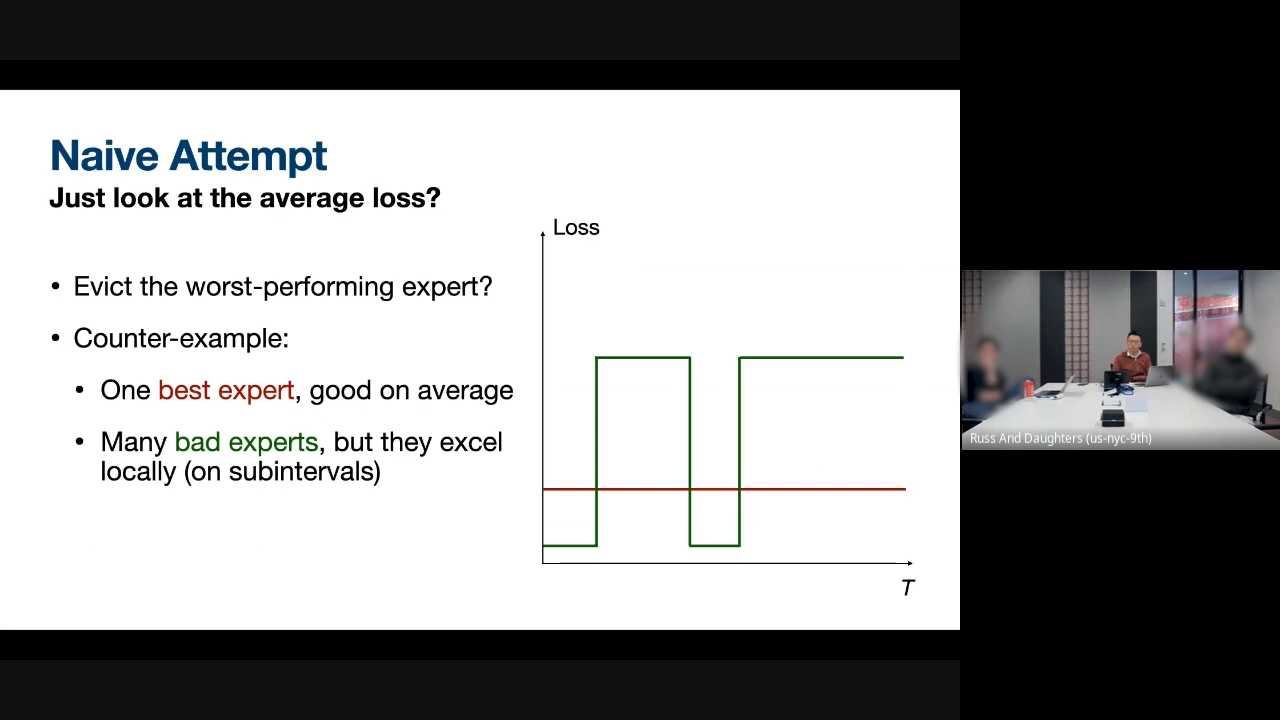 Naive Attempt
Just look at the average loss?
• Evict the worst-performing expert?
• Counter-example:
• One best expert, good on average
• Many bad experts, but they excel
locally (on subintervals)
Loss
T
Russ And Daughters (us-nyc-9th)